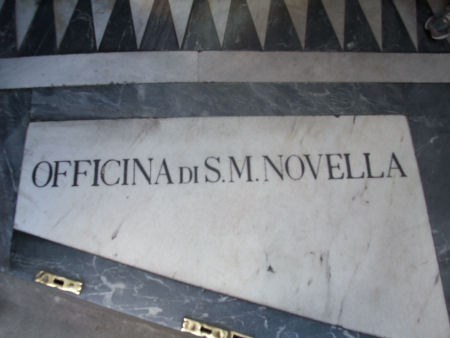 OFFICINA DI S.M. NOVELLA